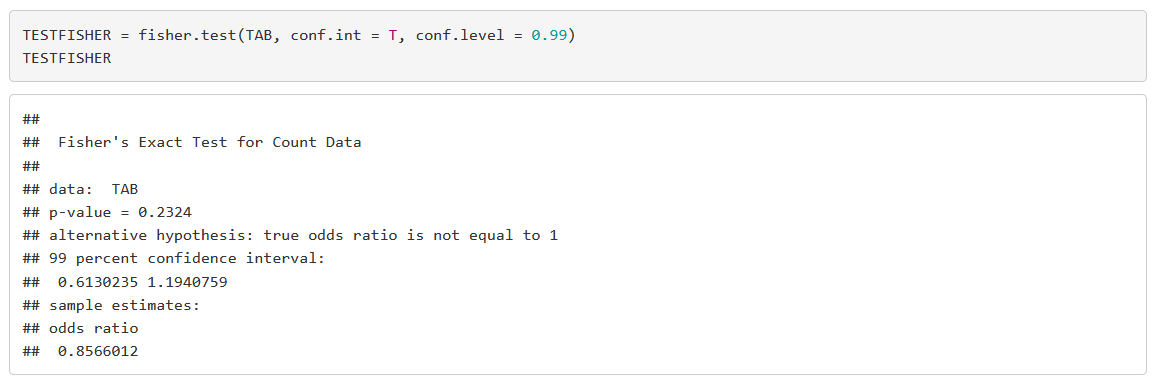 TESTFISHER = fisher.test(TAB, conf.int = T, conf.level = 0.99)
TESTFISHER
##
##  Fisher's Exact Test for Count Data
##
## data:  TAB
## p-value = 0.2324
## alternative hypothesis: true odds ratio is not equal to 1
## 99 percent confidence interval:
##  0.6130235 1.1940759
## sample estimates:
## odds ratio
##  0.8566012